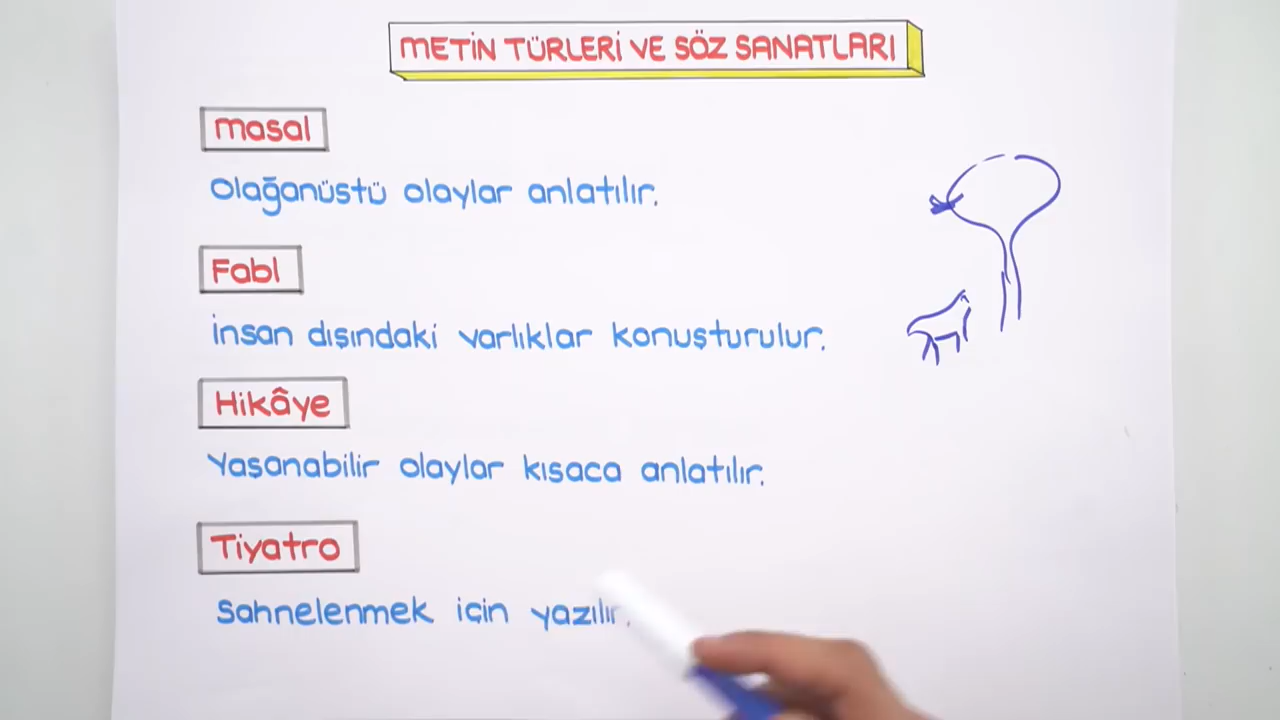 METİN TÜRLERİ VE SÖZ SANATLARI
masal
Olağanüstü olaylar anlatılır.
Fabl
İnsan dışındaki varlıklar konuşturulur.
Hikâye
Yaşanabilir olaylar kısaca anlatılır.
Tiyatro
Sahnelenmek için yazılır.